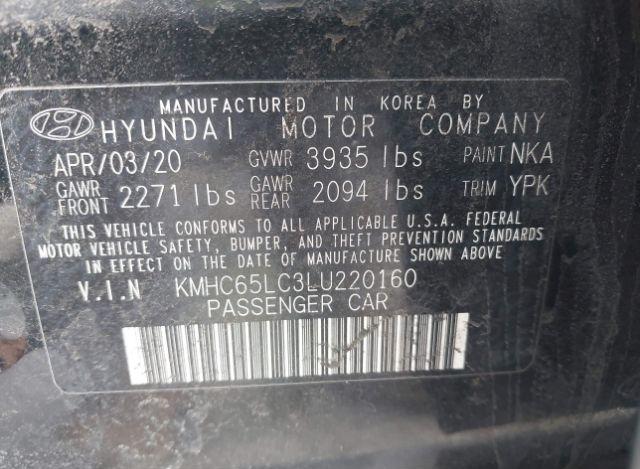 MANUFACTURED IN KOREA BY
HYUNDAI MOTOR COMPANY
APR/03/20 GVWR 3935 lbs PAINT NKA
GAWR FRONT 2271 lbs GAWR REAR 2094 lbs TRIM YPK
THIS VEHICLE CONFORMS TO ALL APPLICABLE U.S.A. FEDERAL
MOTOR VEHICLE SAFETY, BUMPER, AND THEFT PREVENTION STANDARDS
IN EFFECT ON THE DATE OF MANUFACTURE SHOWN ABOVE
V.I.N KMHC65LC3LU220160
PASSENGER CAR